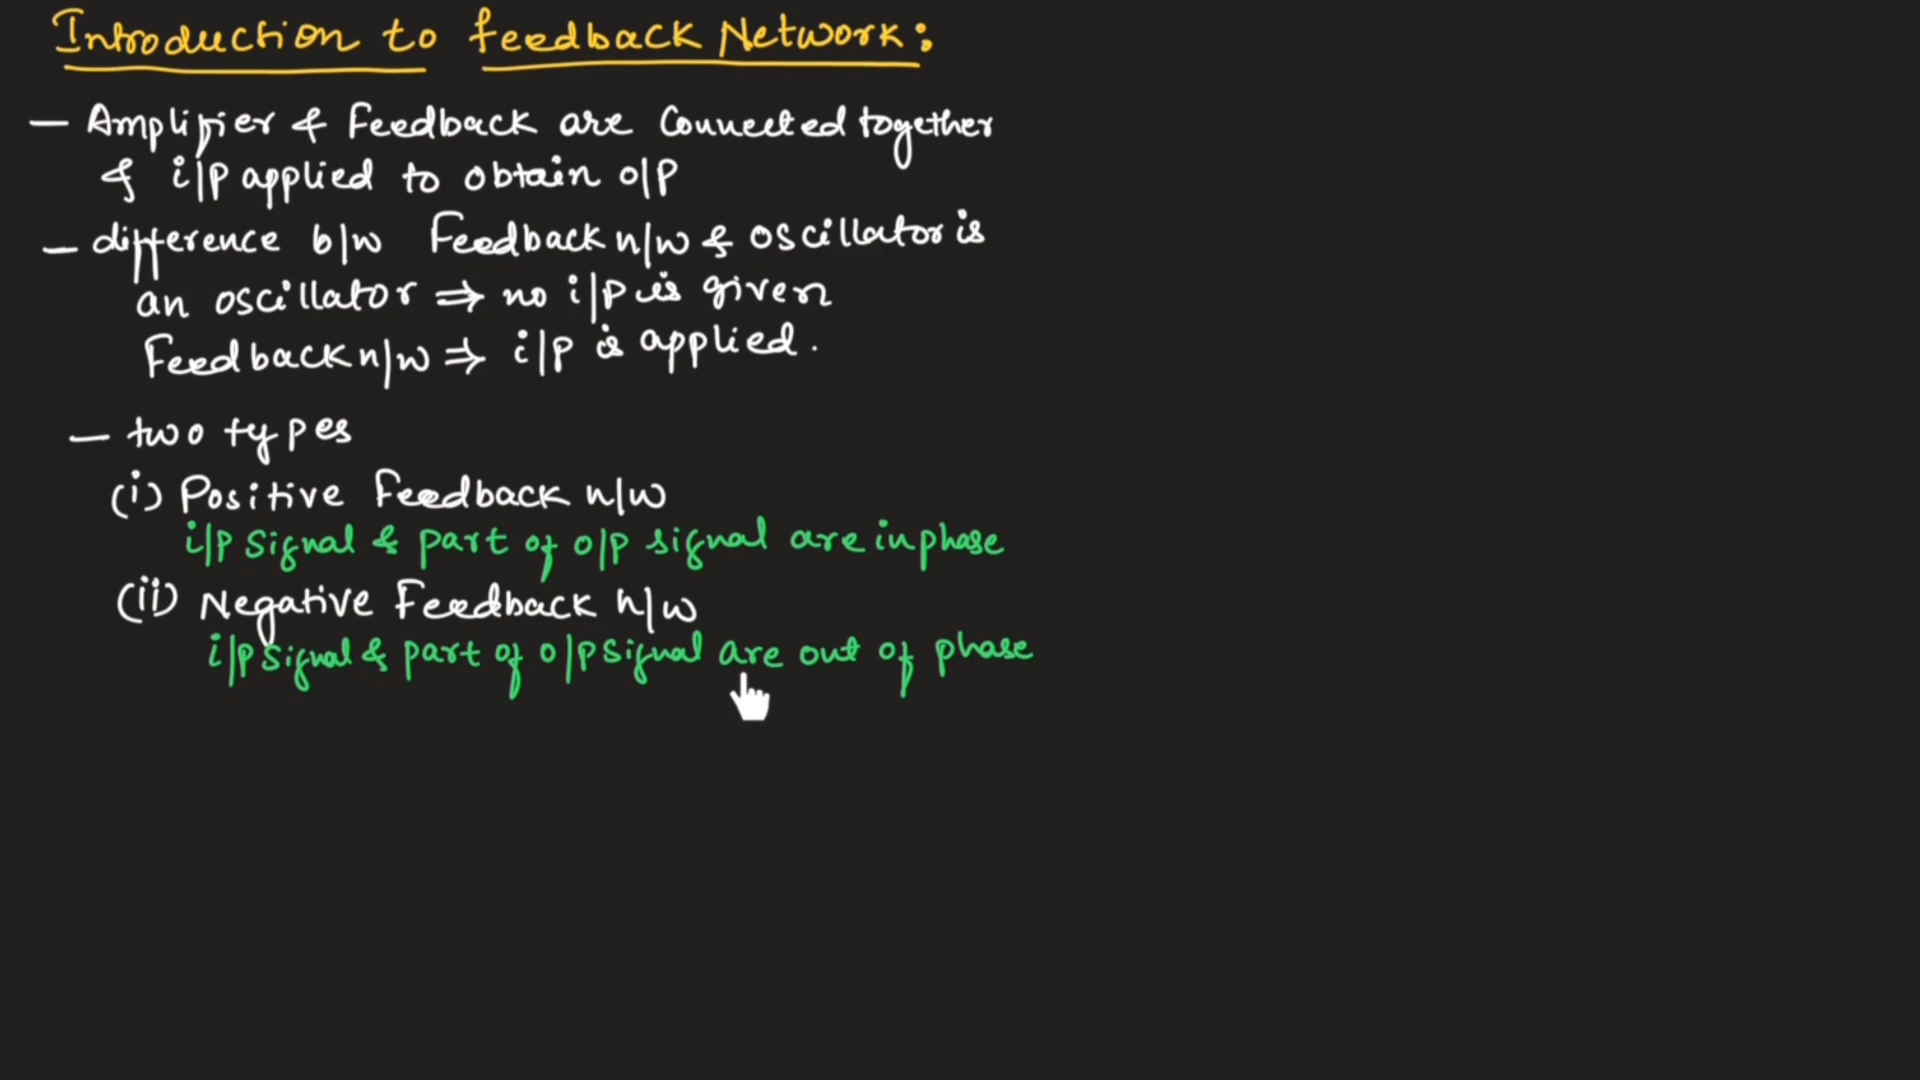 Introduction to feedback Network:
- Amplifier & Feedback are connected together
& i/p applied to obtain o/p
- difference b/w Feedback n/w & oscillator is
an oscillator ⇒ no i/p is given
Feedback n/w ⇒ i/p is applied.
- two types
(i) Positive Feedback n/w
i/p signal & part of o/p signal are in phase
(ii) Negative Feedback n/w
i/p signal & part of o/p signal are out of phase